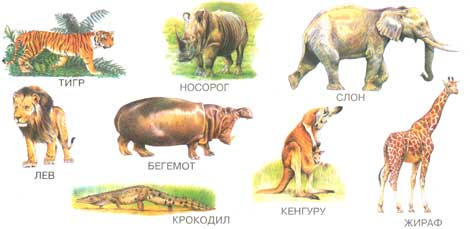 ТИГР
НОСОРОГ
СЛОН
ЛЕВ
БЕГЕМОТ
КРОКОДИЛ
КЕНГУРУ
ЖИРАФ